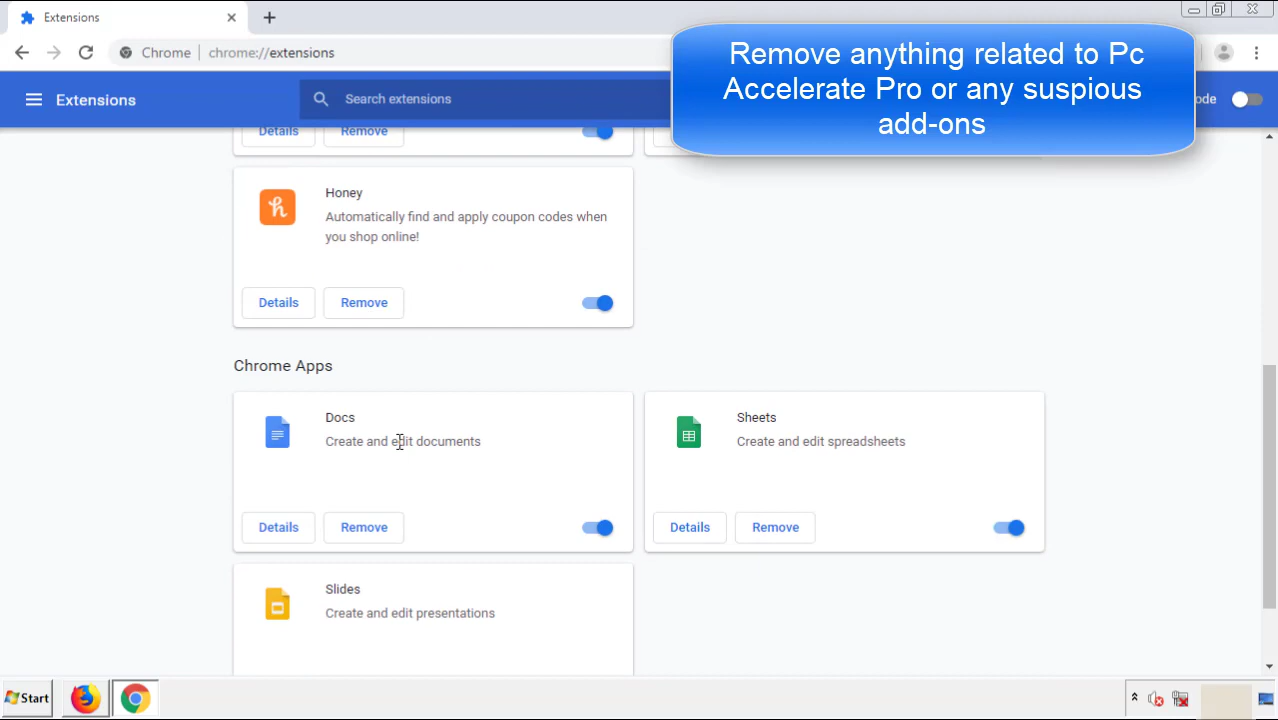 Extensions
Chrome
chrome://extensions
Remove anything related to Pc
Accelerate Pro or any suspious
add-ons
Extensions
Search extensions
ode
Details
Remove
Honey
Automatically find and apply coupon codes when
you shop online!
Details
Remove
Chrome Apps
Docs
Create and edit documents
Details
Remove
Sheets
Create and edit spreadsheets
Details
Remove
Slides
Create and edit presentations
Start